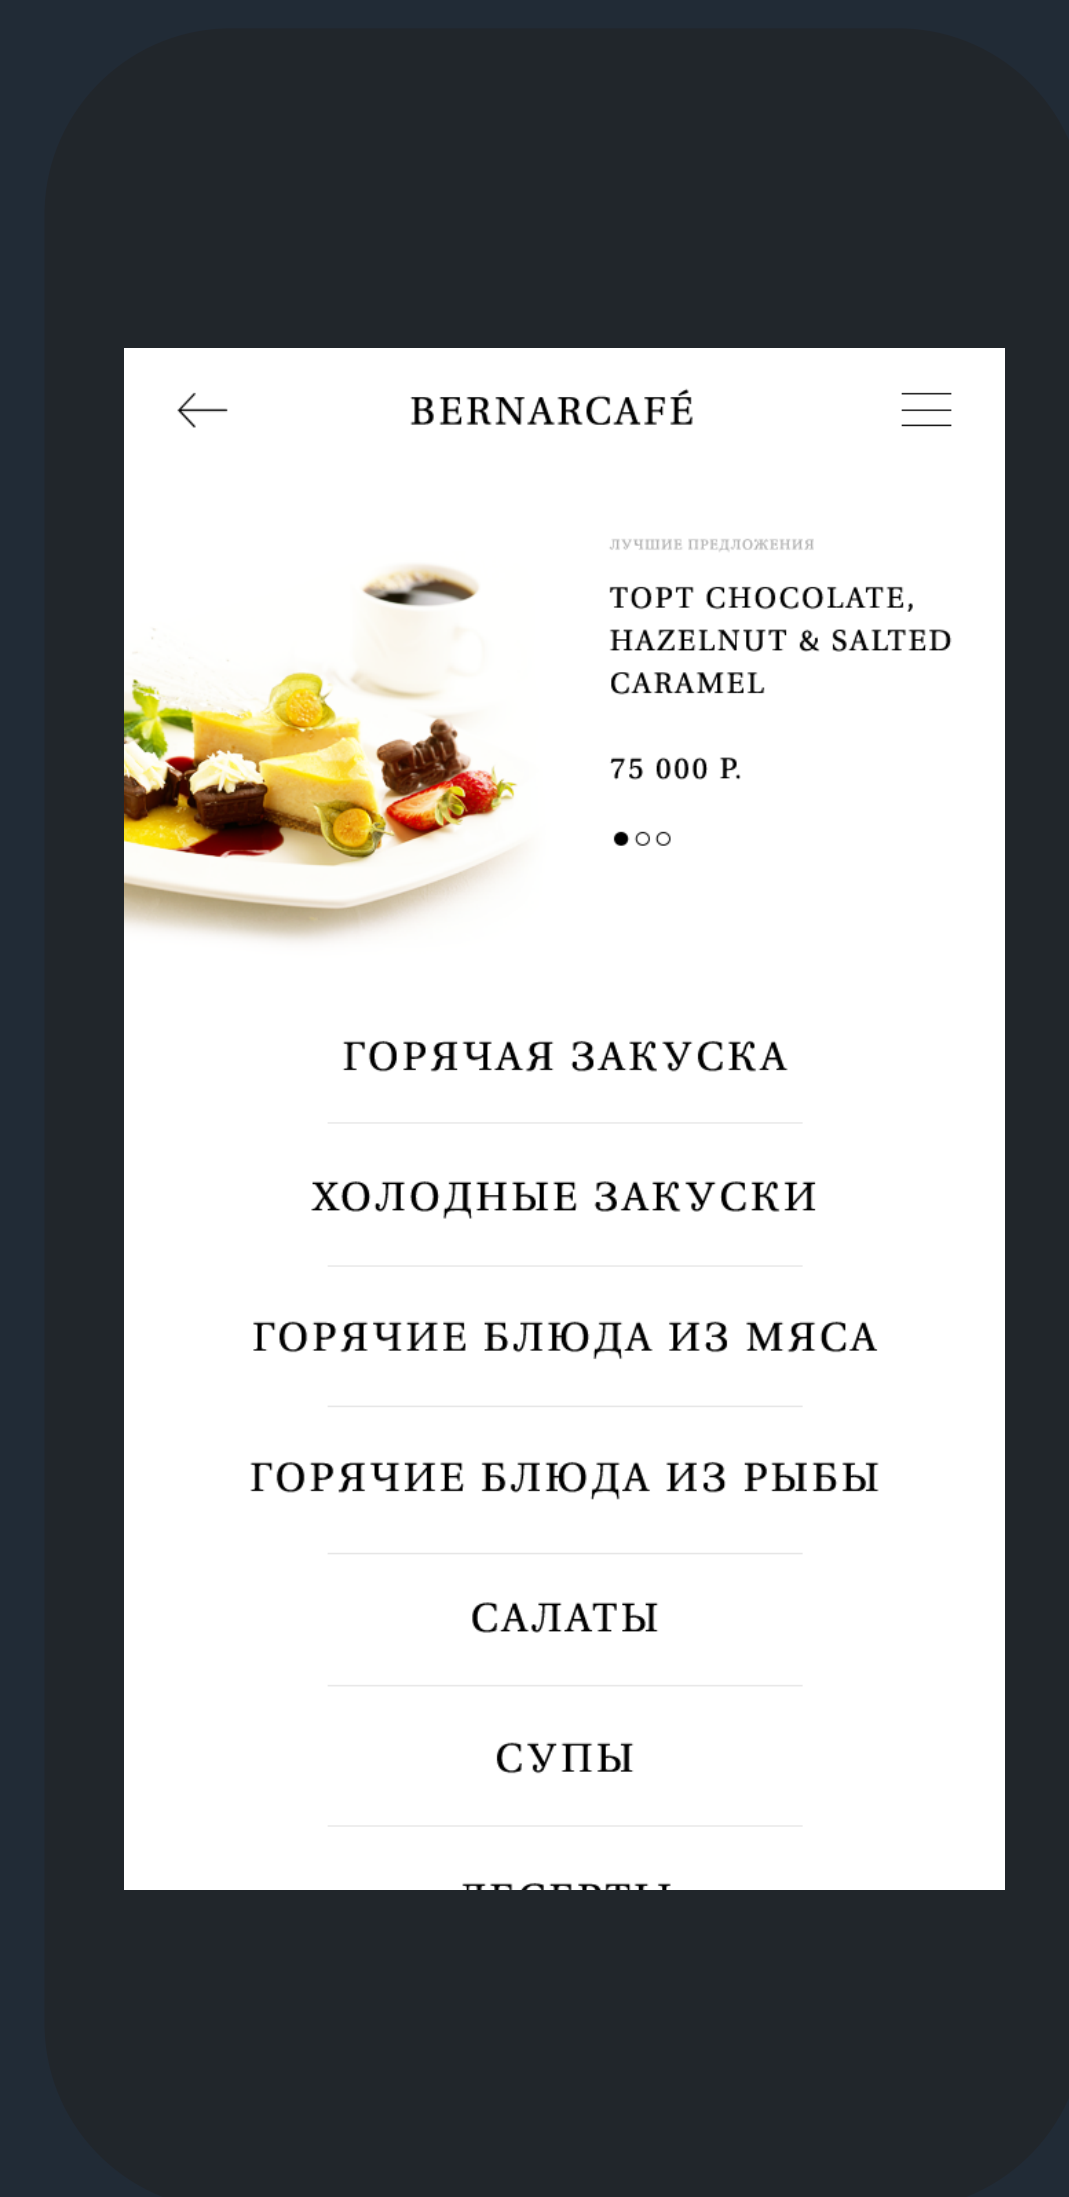 BERNARCAFÉ
ЛУЧШИЕ ПРЕДЛОЖЕНИЯ
ТОРТ CHOCOLATE,
HAZELNUT & SALTED
CARAMEL
75 000 Р.
ГОРЯЧАЯ ЗАКУСКА
ХОЛОДНЫЕ ЗАКУСКИ
ГОРЯЧИЕ БЛЮДА ИЗ МЯСА
ГОРЯЧИЕ БЛЮДА ИЗ РЫБЫ
САЛАТЫ
СУПЫ
ДЕСЕРТЫ